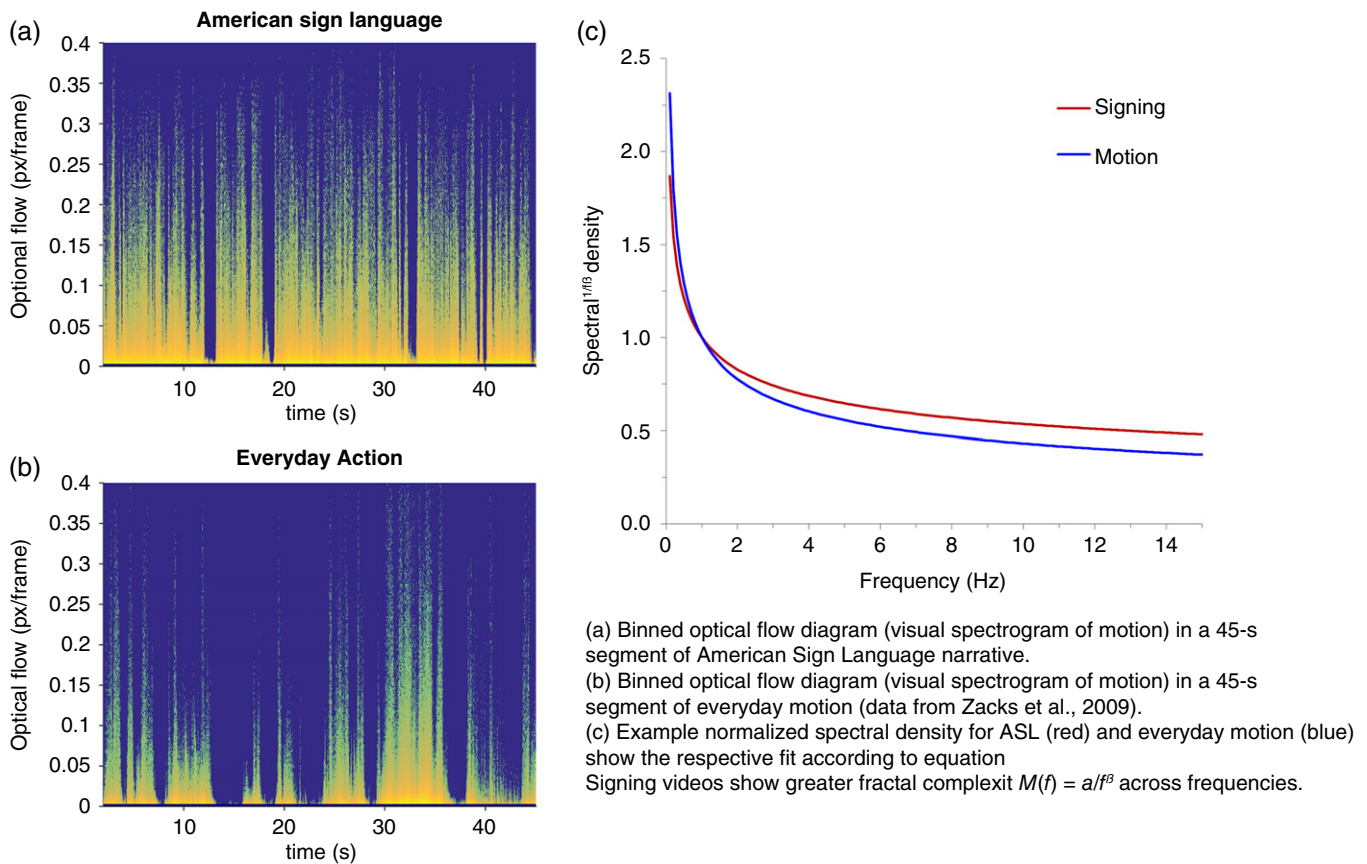 (a)
American sign language
Optional flow (px/frame)
0.4
0.35
0.3
0.25
0.2
0.15
0.1
0.05
0
10 20 30 40
time (s)
(b)
Everyday Action
Optical flow (px/frame)
0.4
0.35
0.3
0.25
0.2
0.15
0.1
0.05
0
10 20 30 40
time (s)
(c)
Spectral^1/fß density
2.5
2.0
1.5
1.0
0.5
0.0
0 2 4 6 8 10 12 14
Frequency (Hz)
Signing
Motion
(a) Binned optical flow diagram (visual spectrogram of motion) in a 45-s
segment of American Sign Language narrative.
(b) Binned optical flow diagram (visual spectrogram of motion) in a 45-s
segment of everyday motion (data from Zacks et al., 2009).
(c) Example normalized spectral density for ASL (red) and everyday motion (blue)
show the respective fit according to equation
Signing videos show greater fractal complexit M(f) = a/f^ß across frequencies.